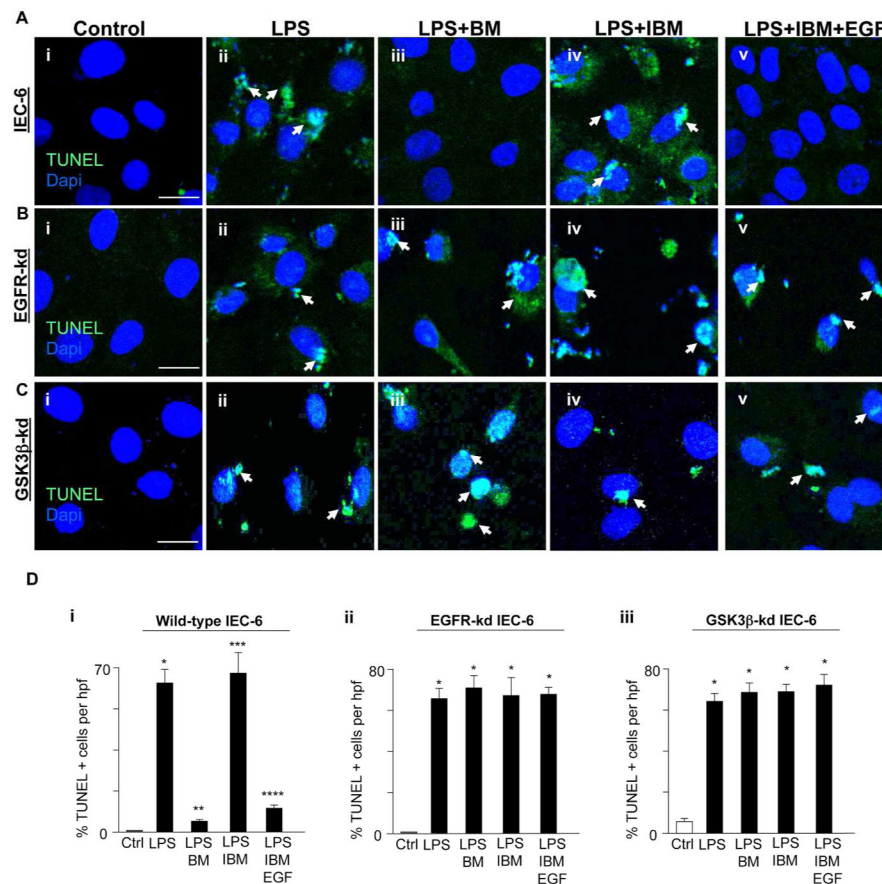 A Control LPS LPS+BM LPS+IBM LPS+IBM+EGF
IEC-6
i ii iii iv v
TUNEL
Dapi
B
EGFR-kd
i ii iii iv v
TUNEL
Dapi
C
GSK3β-kd
i ii iii iv v
TUNEL
Dapi
D
i Wild-type IEC-6
% TUNEL + cells per hpf
70
0
* ** *** ****
Ctrl LPS LPS LPS LPS
BM IBM IBM
EGF
ii EGFR-kd IEC-6
% TUNEL + cells per hpf
80
0
* * * *
Ctrl LPS LPS LPS LPS
BM IBM IBM
EGF
iii GSK3β-kd IEC-6
% TUNEL + cells per hpf
80
0
* * * *
Ctrl LPS LPS LPS LPS
BM IBM IBM
EGF